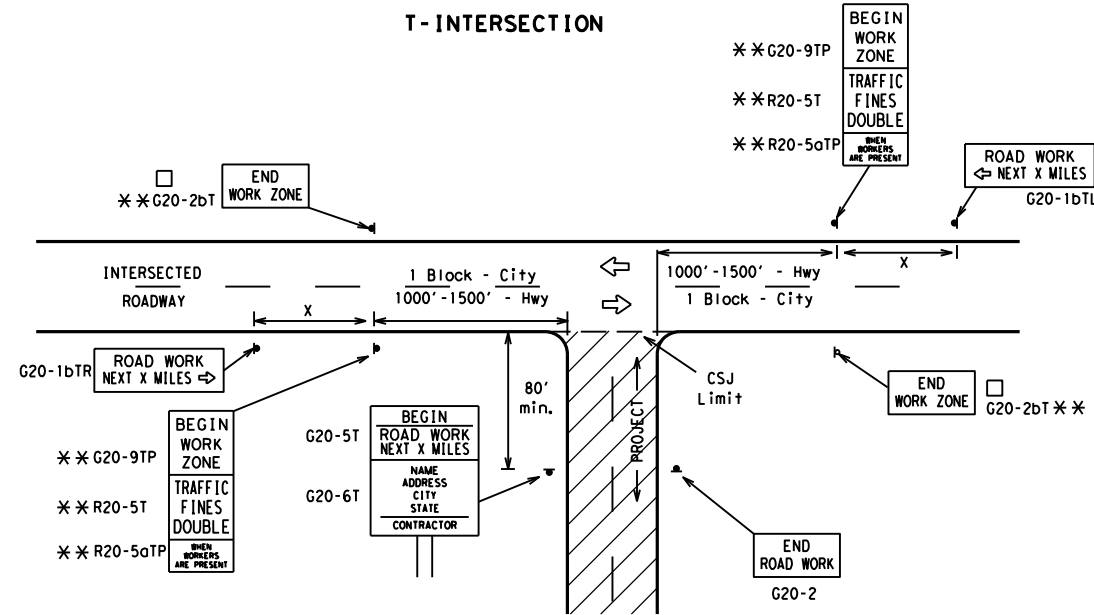 T-INTERSECTION
BEGIN
WORK
ZONE
TRAFFIC
FINES
DOUBLE
WHEN
WORKERS
ARE PRESENT
**G20-9TP
**R20-5T
**R20-5aTP
ROAD WORK
⇦ NEXT X MILES
G20-1bTL
□
**G20-2bT
END
WORK ZONE
INTERSECTED
ROADWAY
1 Block - City
1000'-1500' - Hwy
1000'-1500' - Hwy
1 Block - City
X
X
G20-1bTR
ROAD WORK
NEXT X MILES ⇨
80'
min.
CSJ
Limit
PROJECT
END
WORK ZONE
□
G20-2bT **
**G20-9TP
**R20-5T
**R20-5aTP
BEGIN
WORK
ZONE
TRAFFIC
FINES
DOUBLE
WHEN
WORKERS
ARE PRESENT
G20-5T
G20-6T
BEGIN
ROAD WORK
NEXT X MILES
NAME
ADDRESS
CITY
STATE
CONTRACTOR
END
ROAD WORK
G20-2